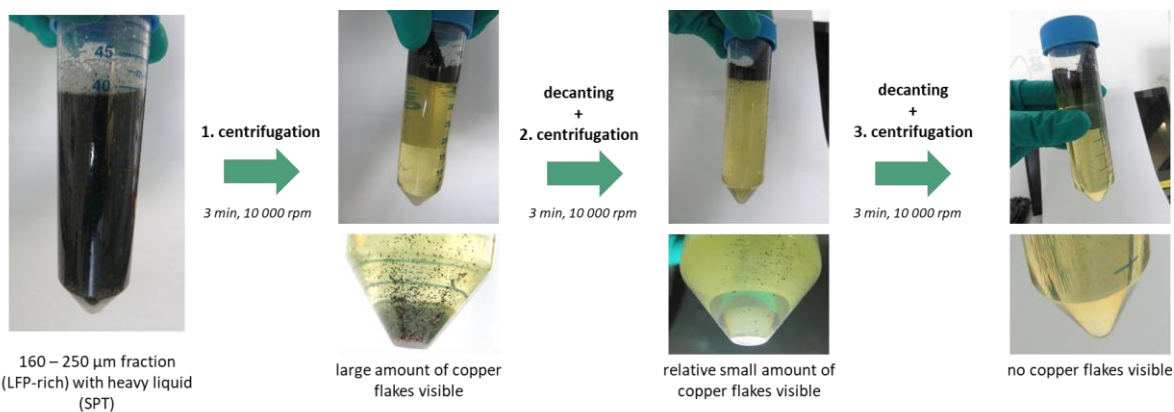 45
40
1. centrifugation
3 min, 10 000 rpm
decanting
+
2. centrifugation
3 min, 10 000 rpm
decanting
+
3. centrifugation
3 min, 10 000 rpm
160 – 250 µm fraction
(LFP-rich) with heavy liquid
(SPT)
large amount of copper
flakes visible
relative small amount of
copper flakes visible
no copper flakes visible